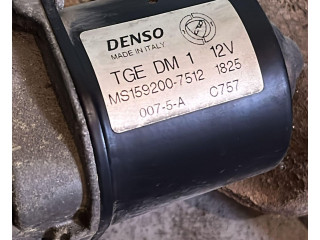 DENSO
MADE IN ITALY
TGE DM 1 12V
MS159200-7512 1825
007-5-A C757